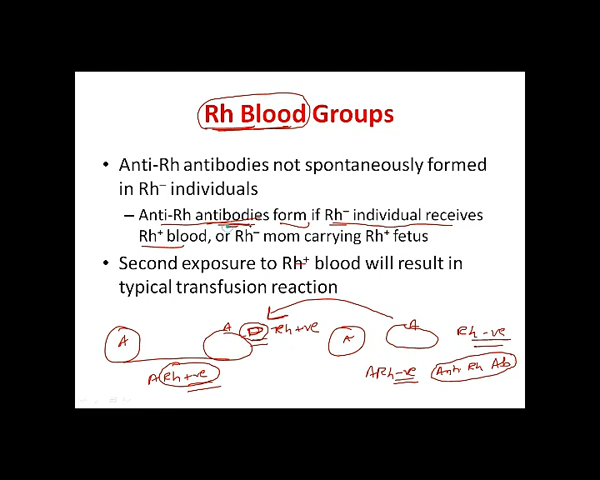 Rh Blood Groups
• Anti-Rh antibodies not spontaneously formed
in Rh⁻ individuals
– Anti-Rh antibodies form if Rh⁻ individual receives
Rh⁺ blood, or Rh⁻ mom carrying Rh⁺ fetus
• Second exposure to Rh⁺ blood will result in
typical transfusion reaction
A A D Rh+ve A A Rh-ve
A Rh+ve A Rh-ve Anti Rh Ab